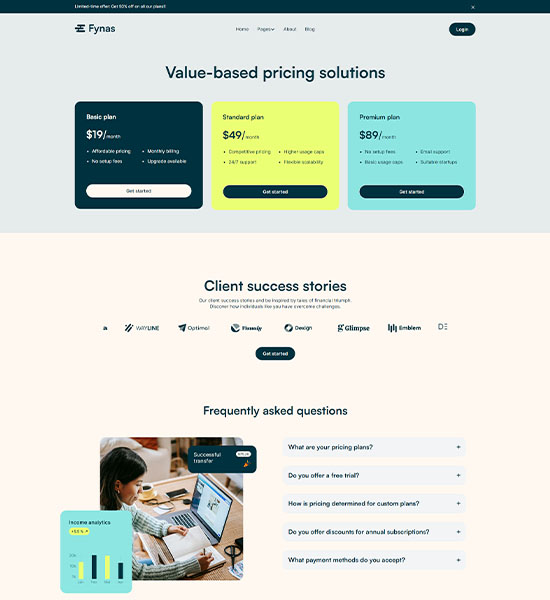 Limited-time offer: Get 50% off on all our plans!!
Fynas
Home Pages About Blog
Login
Value-based pricing solutions
Basic plan
$19/month
Affordable pricing
Monthly billing
No setup fees
Upgrade available
Get started
Standard plan
$49/month
Competitive pricing
Higher usage caps
24/7 support
Flexible scalability
Get started
Premium plan
$89/month
No setup fees
Email support
Basic usage caps
Suitable startups
Get started
Client success stories
Our client success stories and be inspired by tales of financial triumph.
Discover how individuals like you have overcome challenges.
a WAYLINE Optimal Glimpse Emblem DE
Get started
Frequently asked questions
Successful
transfer
Income analytics
What are your pricing plans? +
Do you offer a free trial? +
How is pricing determined for custom plans? +
Do you offer discounts for annual subscriptions? +
What payment methods do you accept? +